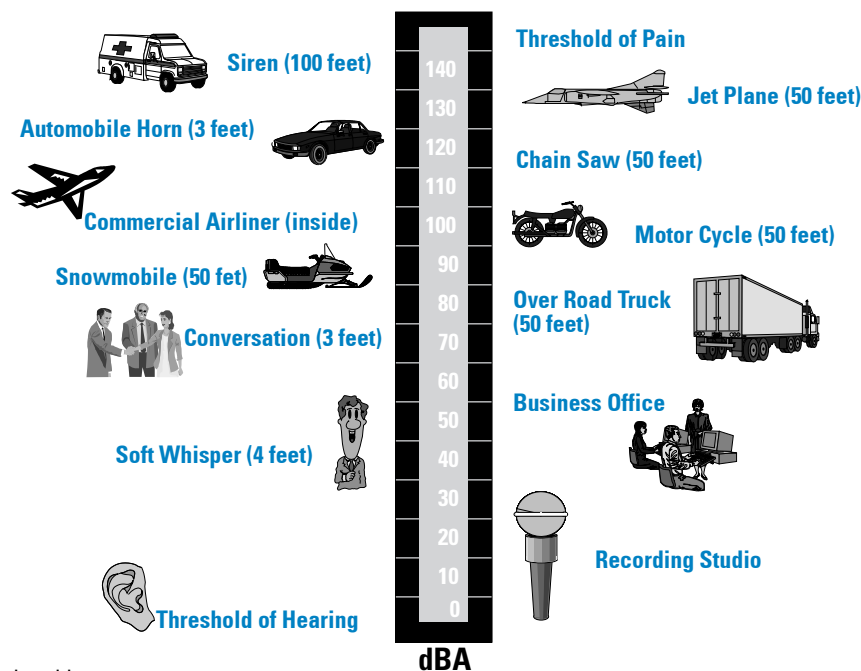 Threshold of Pain
Siren (100 feet)
140
Jet Plane (50 feet)
130
Automobile Horn (3 feet)
120
Chain Saw (50 feet)
110
Commercial Airliner (inside)
100
Motor Cycle (50 feet)
90
Snowmobile (50 fet)
80
Over Road Truck
(50 feet)
Conversation (3 feet)
70
60
Business Office
50
Soft Whisper (4 feet)
40
30
20
Recording Studio
10
0
Threshold of Hearing
dBA